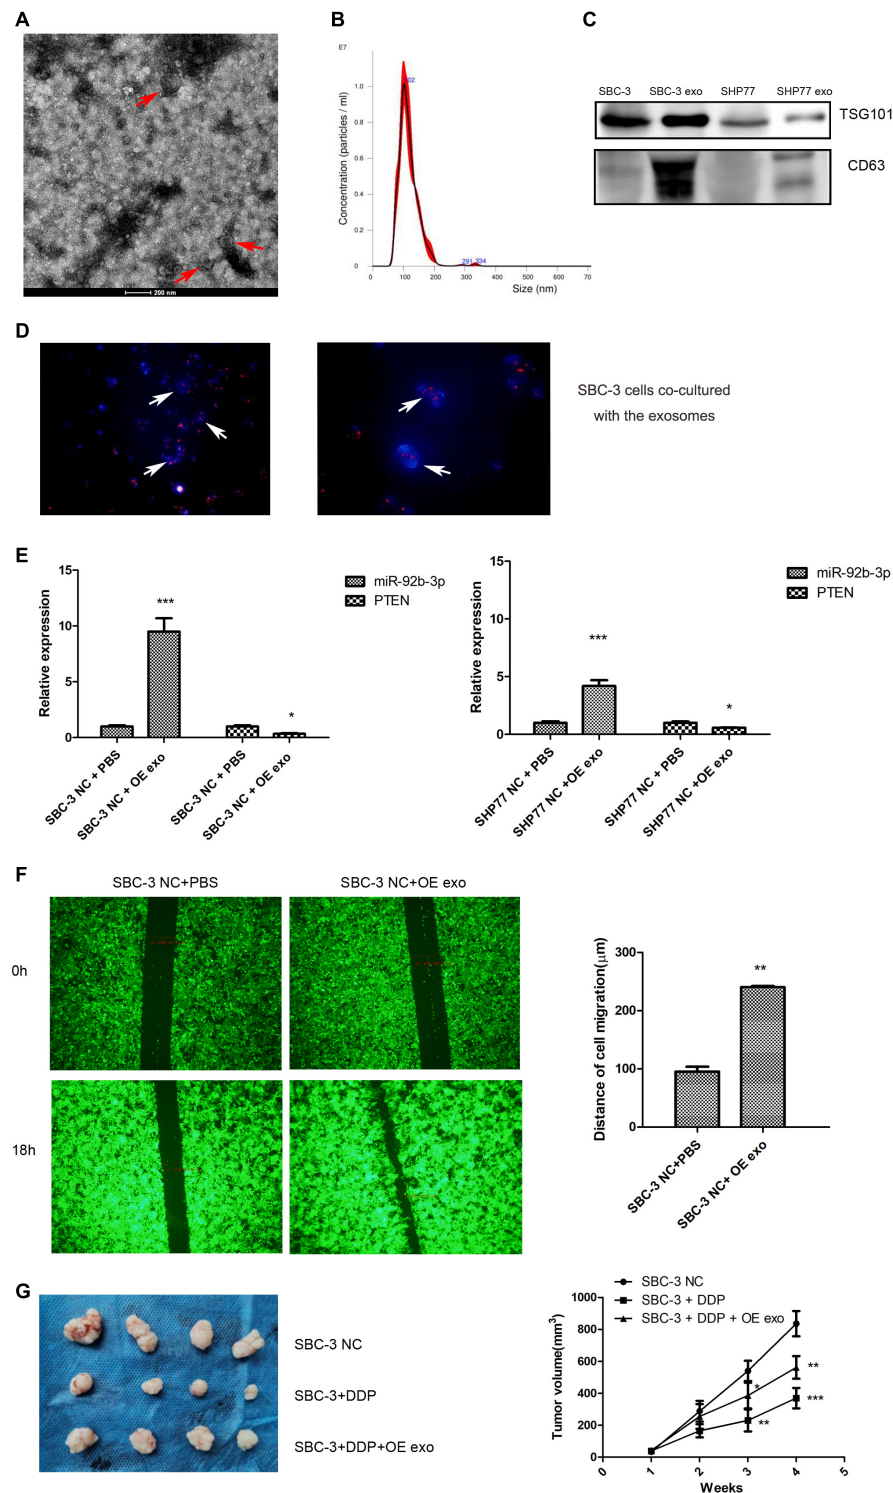 A
200 nm
B
E7
Concentration (particles / ml)
1.0
0.8
0.6
0.4
0.2
0
02
291 334
0 100 200 300 400 500 600 70
Size (nm)
C
SBC-3 SBC-3 exo SHP77 SHP77 exo
TSG101
CD63
D
SBC-3 cells co-cultured
with the exosomes
E
Relative expression
15
10
5
0
***
*
miR-92b-3p
PTEN
SBC-3 NC + PBS
SBC-3 NC + OE exo
SBC-3 NC + PBS
SBC-3 NC + OE exo
Relative expression
15
10
5
0
***
*
miR-92b-3p
PTEN
SHP77 NC + PBS
SHP77 NC +OE exo
SHP77 NC + PBS
SHP77 NC +OE exo
F
SBC-3 NC+PBS SBC-3 NC+OE exo
0h
18h
Distance of cell migration(μm)
300
200
100
0
**
SBC-3 NC+PBS
SBC-3 NC+ OE exo
G
SBC-3 NC
SBC-3+DDP
SBC-3+DDP+OE exo
SBC-3 NC
SBC-3 + DDP
SBC-3 + DDP + OE exo
Tumor volume(mm3)
1000
800
600
400
200
0
*
**
**
***
0 1 2 3 4 5
Weeks